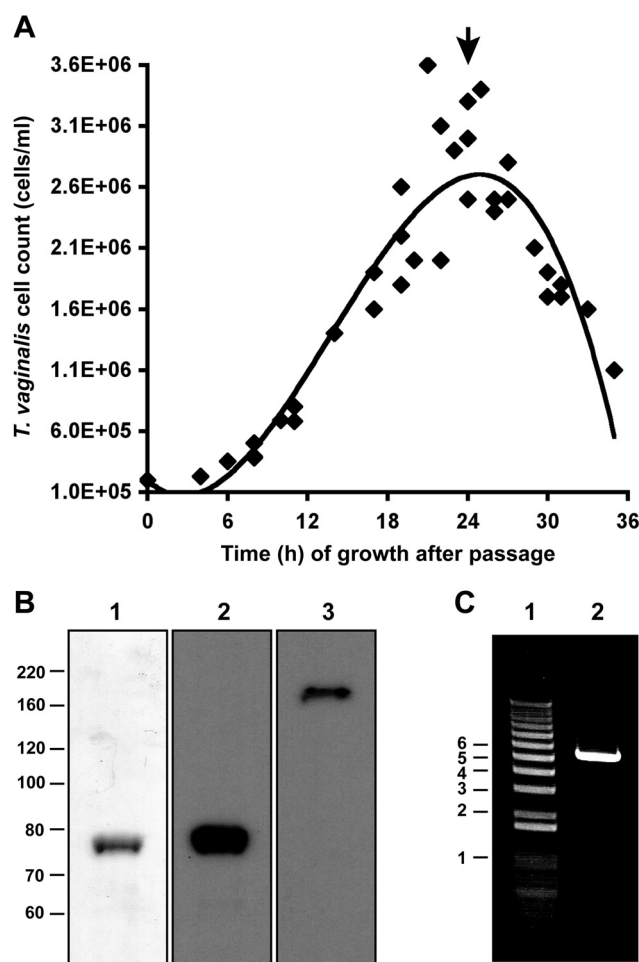 A
T. vaginalis cell count (cells/ml)
3.6E+06
3.1E+06
2.6E+06
2.1E+06
1.6E+06
1.1E+06
6.0E+05
1.0E+05
0 6 12 18 24 30 36
Time (h) of growth after passage
B
1 2 3
220
160
120
100
80
70
60
C
1 2
6
5
4
3
2
1